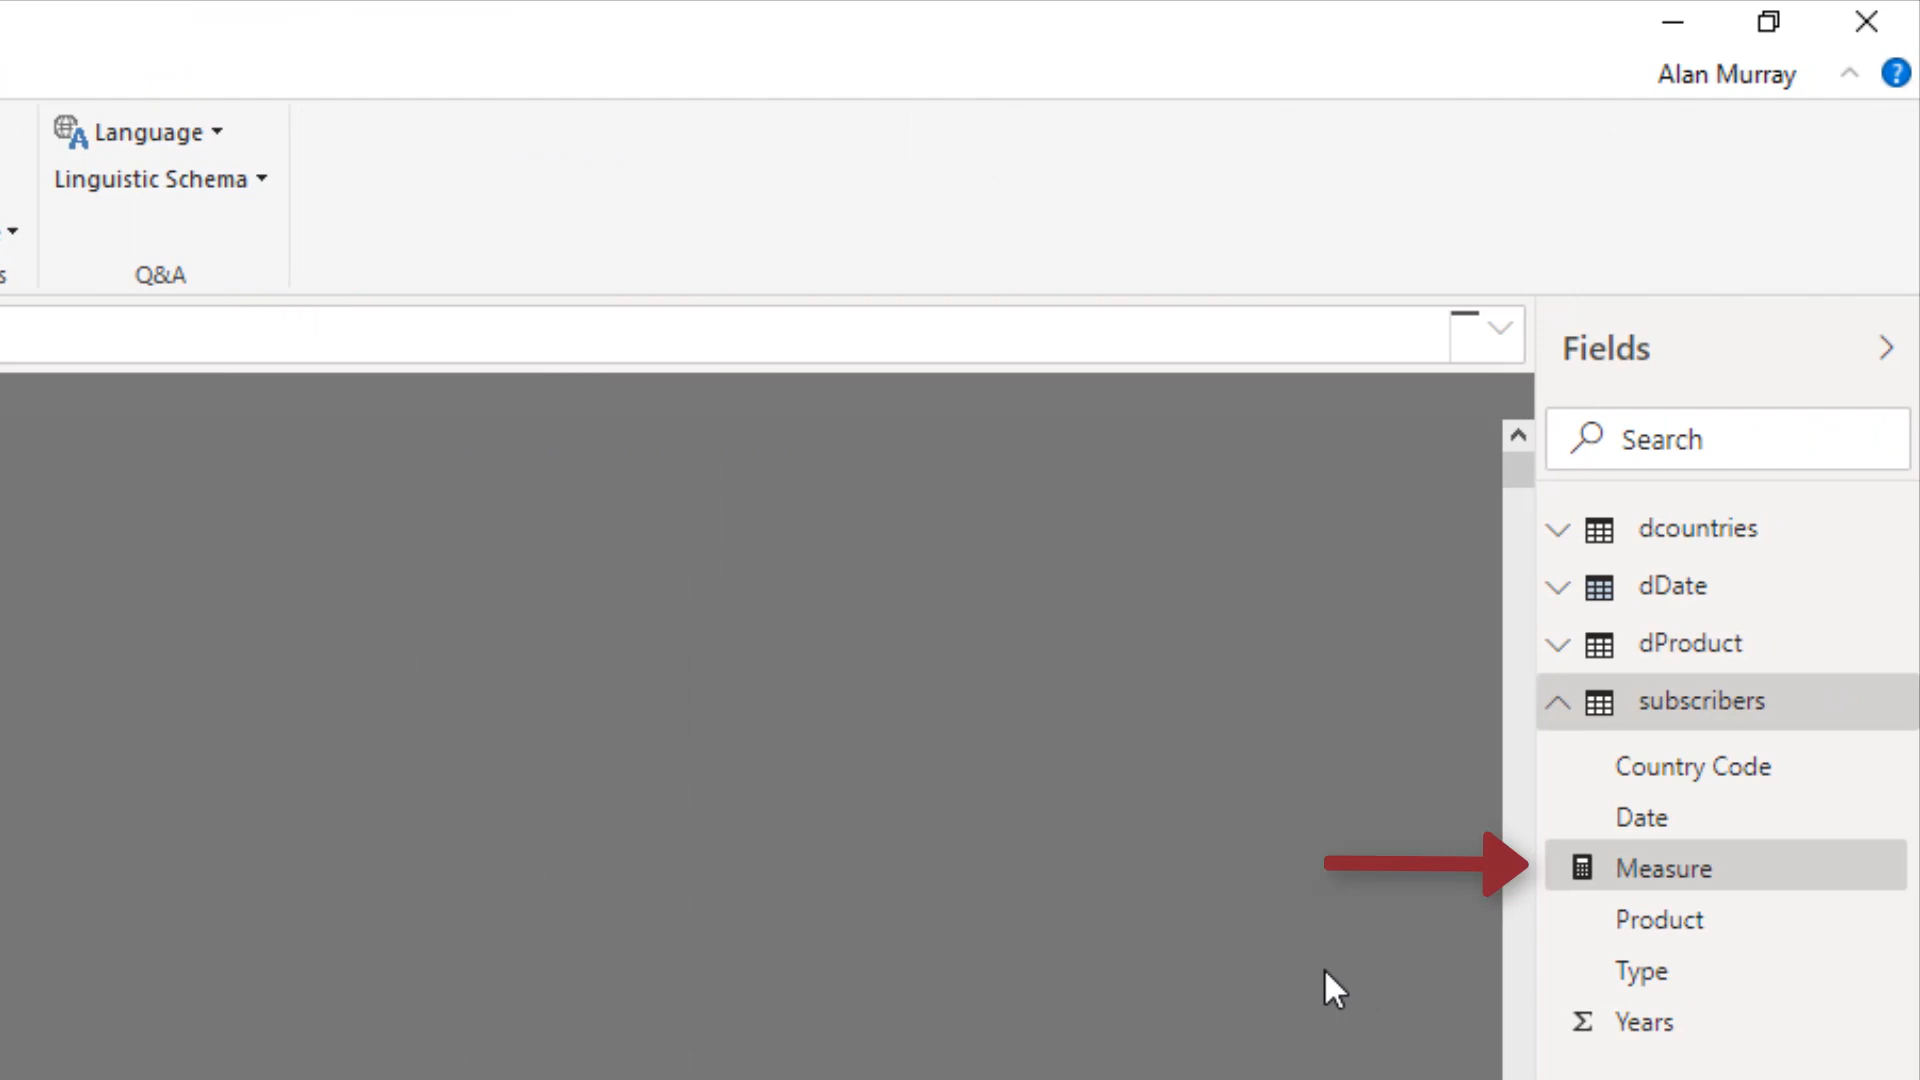 Alan Murray
?
Language
Linguistic Schema
s
Q&A
Fields
Search
dcountries
dDate
dProduct
subscribers
Country Code
Date
Measure
Product
Type
Σ Years